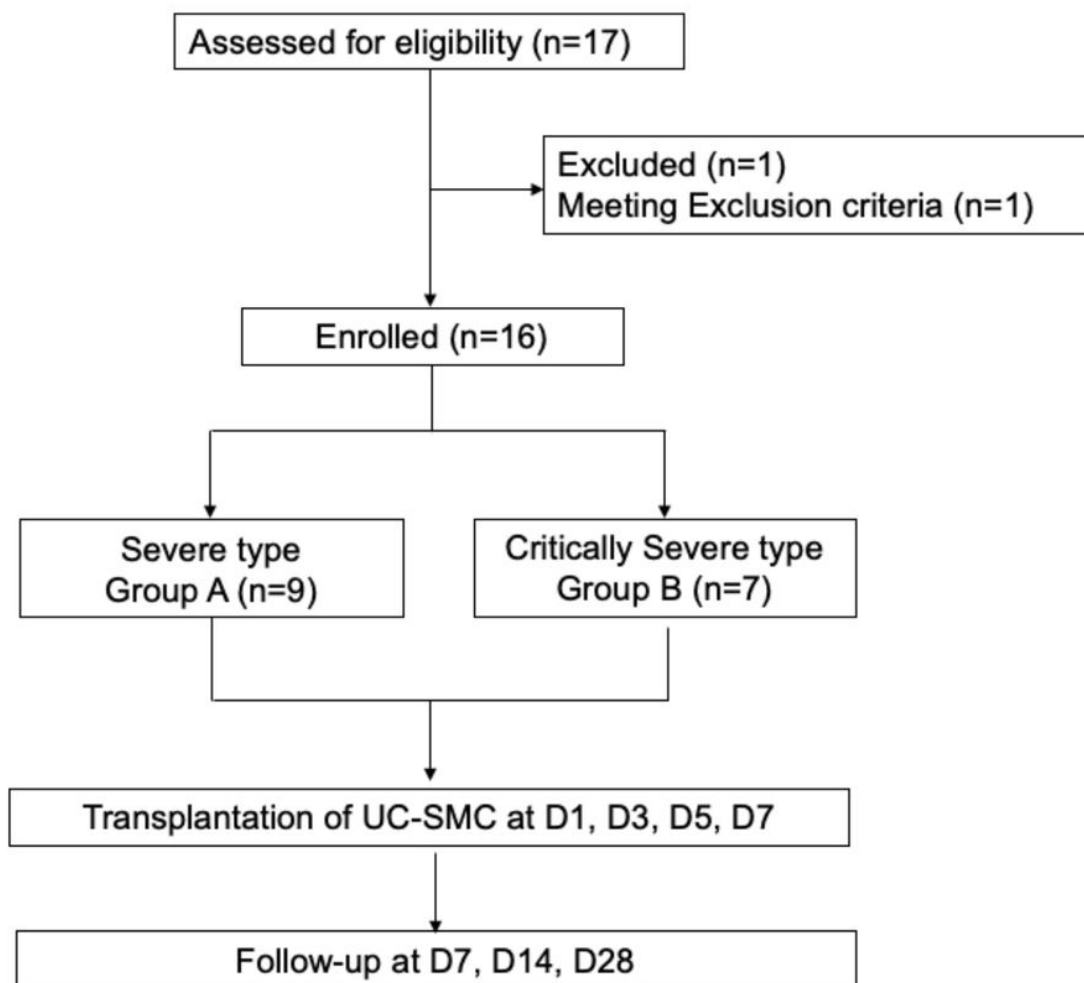 Assessed for eligibility (n=17)
Excluded (n=1)
Meeting Exclusion criteria (n=1)
Enrolled (n=16)
Severe type
Group A (n=9)
Critically Severe type
Group B (n=7)
Transplantation of UC-SMC at D1, D3, D5, D7
Follow-up at D7, D14, D28